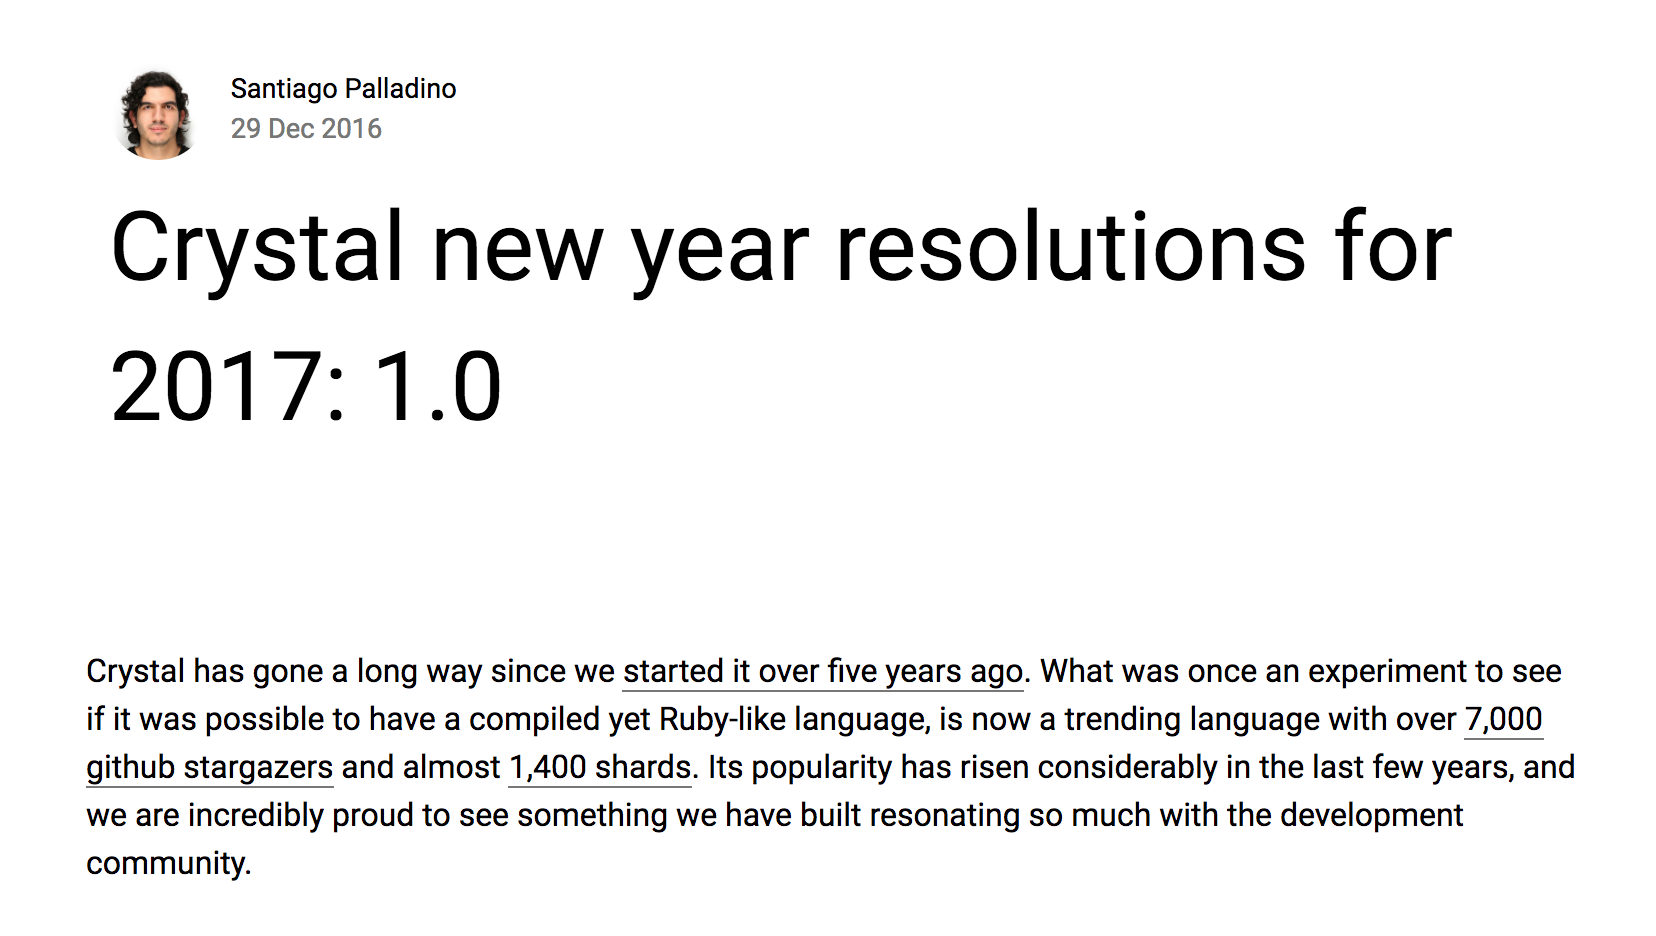 Santiago Palladino
29 Dec 2016
Crystal new year resolutions for
2017: 1.0
Crystal has gone a long way since we started it over five years ago. What was once an experiment to see
if it was possible to have a compiled yet Ruby-like language, is now a trending language with over 7,000
github stargazers and almost 1,400 shards. Its popularity has risen considerably in the last few years, and
we are incredibly proud to see something we have built resonating so much with the development
community.